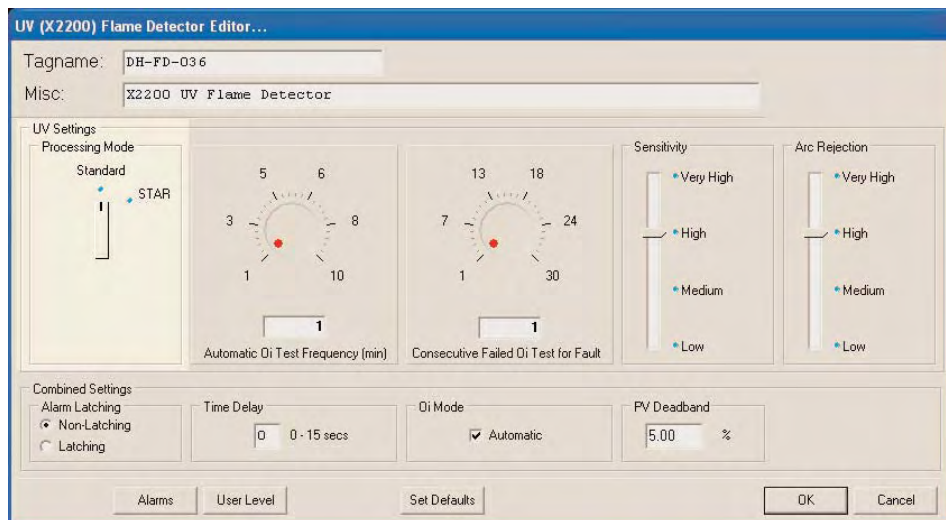 UV (X2200) Flame Detector Editor...
Tagname: DH-FD-036
Misc: X2200 UV Flame Detector
UV Settings
Processing Mode
Standard
STAR
5 6
3 8
1 10
1
Automatic Oi Test Frequency (min)
13 18
7 24
1 30
1
Consecutive Failed Oi Test for Fault
Sensitivity
Very High
High
Medium
Low
Arc Rejection
Very High
High
Medium
Low
Combined Settings
Alarm Latching
Non-Latching
Latching
Time Delay
0 0 - 15 secs
Oi Mode
Automatic
PV Deadband
5.00 %
Alarms User Level Set Defaults OK Cancel